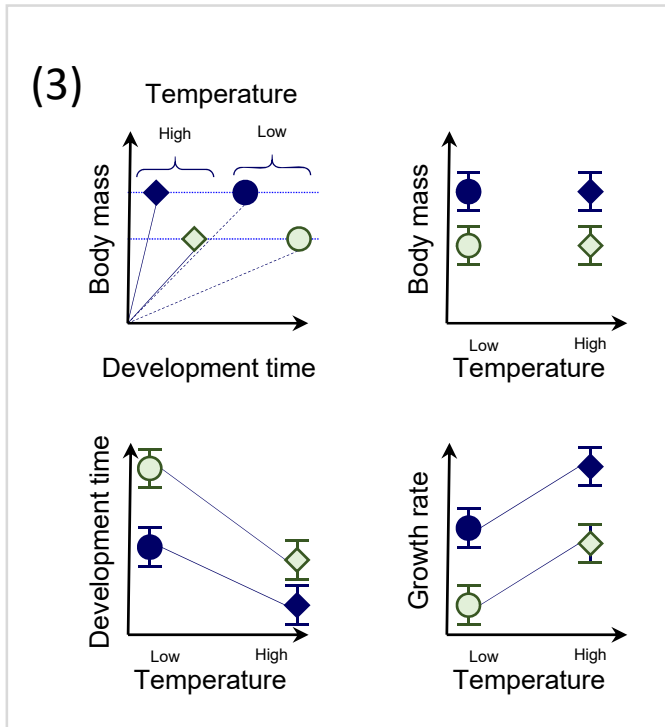 (3)
Temperature
High
Low
Body mass
Development time
Body mass
Low
High
Temperature
Development time
Low
High
Temperature
Growth rate
Low
High
Temperature